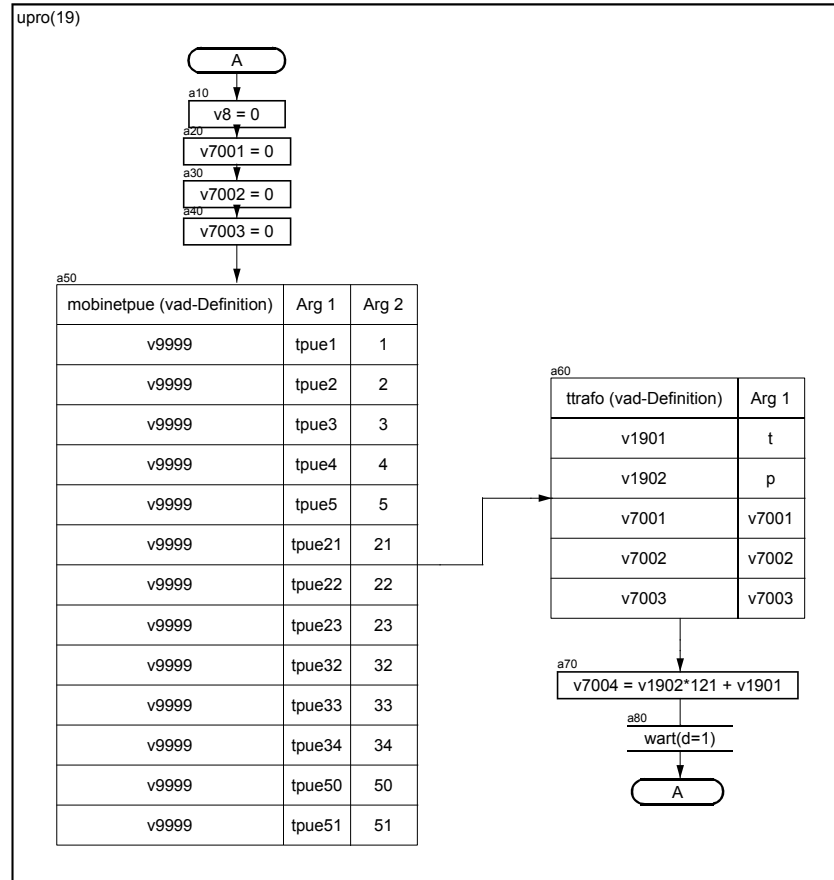 upro(19)
A
a10
v8 = 0
a20
v7001 = 0
a30
v7002 = 0
a40
v7003 = 0
a50
mobinetpue (vad-Definition) Arg 1 Arg 2
v9999 tpue1 1
v9999 tpue2 2
v9999 tpue3 3
v9999 tpue4 4
v9999 tpue5 5
v9999 tpue21 21
v9999 tpue22 22
v9999 tpue23 23
v9999 tpue32 32
v9999 tpue33 33
v9999 tpue34 34
v9999 tpue50 50
v9999 tpue51 51
a60
ttrafo (vad-Definition) Arg 1
v1901 t
v1902 p
v7001 v7001
v7002 v7002
v7003 v7003
a70
v7004 = v1902*121 + v1901
a80
wart(d=1)
A